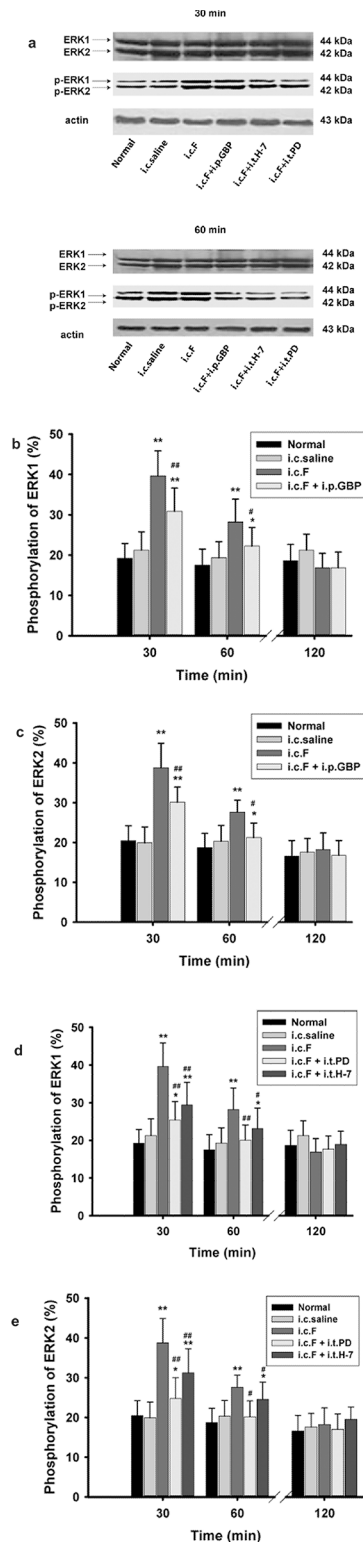 30 min
a
ERK1
ERK2
44 kDa
42 kDa
p-ERK1
p-ERK2
44 kDa
42 kDa
actin
43 kDa
Normal
i.c.saline
i.c.F
i.c.F+i.p.GBP
i.c.F+i.t.H-7
i.c.F+i.t.PD
60 min
ERK1
ERK2
44 kDa
42 kDa
p-ERK1
p-ERK2
44 kDa
42 kDa
actin
43 kDa
Normal
i.c.saline
i.c.F
i.c.F+i.p.GBP
i.c.F+i.t.H-7
i.c.F+i.t.PD
b
Phosphorylation of ERK1 (%)
50
40
30
20
10
0
Normal
i.c.saline
i.c.F
i.c.F + i.p.GBP
**
##
**
**
#
*
30 60 120
Time (min)
c
Phosphorylation of ERK2 (%)
50
40
30
20
10
0
Normal
i.c.saline
i.c.F
i.c.F + i.p.GBP
**
##
**
**
#
*
30 60 120
Time (min)
d
Phosphorylation of ERK1 (%)
50
40
30
20
10
0
Normal
i.c.saline
i.c.F
i.c.F + i.t.PD
i.c.F + i.t.H-7
**
##
*
##
**
**
##
#
*
30 60 120
Time (min)
e
Phosphorylation of ERK2 (%)
50
40
30
20
10
0
Normal
i.c.saline
i.c.F
i.c.F + i.t.PD
i.c.F + i.t.H-7
**
##
*
##
**
**
#
#
*
30 60 120
Time (min)